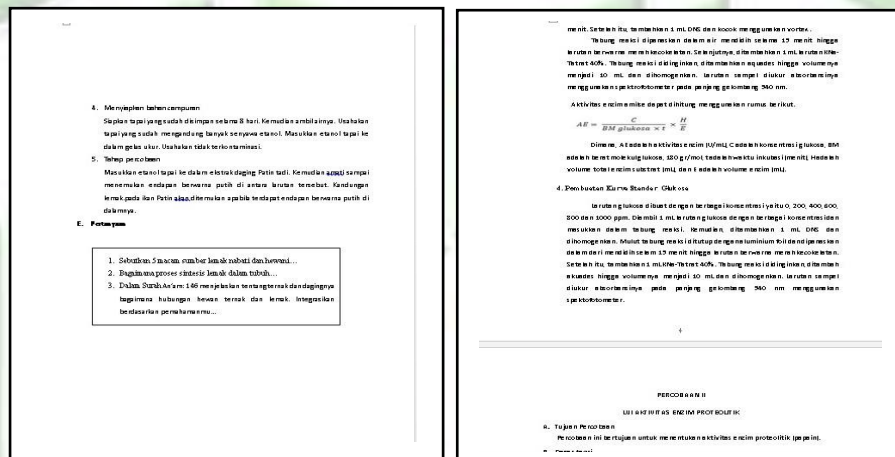 4. Menyiapkan bahan campuran
Siapkan tapai yang sudah disimpan selama 8 hari. Kemudian ambil airnya. Usahakan
tapai yang sudah mengandung banyak senyawa etanol. Masukkan etanol tapai ke
dalam gelas ukur. Usahakan tidak terkontaminasi.
5. Tahap percobaan
Masukkan etanol tapai ke dalam ekstrak daging Patin tadi. Kemudian amati sampai
menemukan endapan berwarna putih di antara larutan tersebut. Kandungan
lemak pada ikan Patin akan ditemukan apabila terdapat endapan berwarna putih di
dalamnya.
E. Pertanyaan
1. Sebutkan 5 macam sumber lemak nabati dan hewani...
2. Bagaimana proses sintesis lemak dalam tubuh...
3. Dalam Surah An'am: 146 menjelaskan tentang ternak dan dagingnya
bagaimana hubungan hewan ternak dan lemak. Integrasikan
berdasarkan pemahamanmu...
menit. Setelah itu, tambahkan 1 mL DNS dan kocok menggunakan vortex.
Tabung reaksi dipanaskan dalam air mendidih selama 15 menit hingga
larutan berwarna merah kecokelatan. Selanjutnya, ditambahkan 1 mL larutan KNa-
Tatrat 40%. Tabung reaksi didinginkan, ditambahkan aquades hingga volumenya
menjadi 10 mL dan dihomogenkan. Larutan sampel diukur absorbansinya
menggunakan spektrofotometer pada panjang gelombang 540 nm.
Aktivitas enzim amilse dapat dihitung menggunakan rumus berikut.
AE = C / (BM glukosa × t) × H / E
Dimana, AE adalah aktivitas enzim (U/mL), C adalah konsentrasi glukosa, BM
adalah berat molekul glukosa, 180 gr/mol, t adalah waktu inkubasi (menit), H adalah
volume total enzim substrat (mL), dan E adalah volume enzim (mL).
4. Pembuatan Kurva Standar Glukosa
Larutan glukosa dibuat dengan berbagai konsentrasi yaitu 0, 200, 400, 600,
800 dan 1000 ppm. Diambil 1 mL larutan glukosa dengan berbagai konsentrasi dan
masukkan dalam tabung reaksi. Kemudian, ditambahkan 1 mL DNS dan
dihomogenkan. Mulut tabung reaksi ditutup dengan aluminium foil dan dipanaskan
dalam dari mendidih selam 15 menit hingga larutan berwarna merah kecokelatan.
Setelah itu, tambahkan 1 mL KNa-Tatrat 40%. Tabung reaksi didinginkan, ditambah
akuades hingga volumenya menjadi 10 mL dan dihomogenkan. Larutan sampel
diukur absorbansinya pada panjang gelombang 540 nm menggunakan
spektofotometer.
4
PERCOBAAN II
UJI AKTIVITAS ENZIM PROTEOLITIK
A. Tujuan Percobaan
Percobaan ini bertujuan untuk menentukan aktivitas enzim proteolitik (papain).